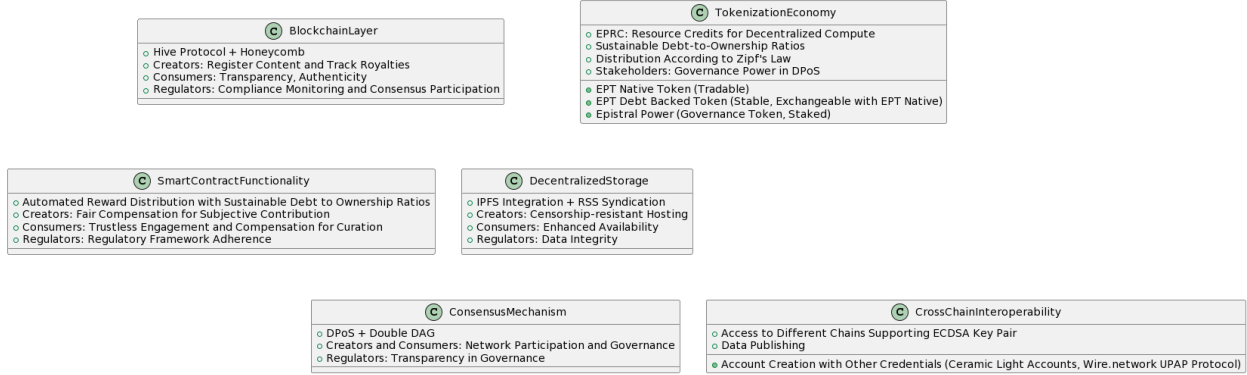 C BlockchainLayer
Hive Protocol + Honeycomb
Creators: Register Content and Track Royalties
Consumers: Transparency, Authenticity
Regulators: Compliance Monitoring and Consensus Participation
C TokenizationEconomy
EPRC: Resource Credits for Decentralized Compute
Sustainable Debt-to-Ownership Ratios
Distribution According to Zipf's Law
Stakeholders: Governance Power in DPoS
EPT Native Token (Tradable)
EPT Debt Backed Token (Stable, Exchangeable with EPT Native)
Epistral Power (Governance Token, Staked)
C SmartContractFunctionality
Automated Reward Distribution with Sustainable Debt to Ownership Ratios
Creators: Fair Compensation for Subjective Contribution
Consumers: Trustless Engagement and Compensation for Curation
Regulators: Regulatory Framework Adherence
C DecentralizedStorage
IPFS Integration + RSS Syndication
Creators: Censorship-resistant Hosting
Consumers: Enhanced Availability
Regulators: Data Integrity
C ConsensusMechanism
DPoS + Double DAG
Creators and Consumers: Network Participation and Governance
Regulators: Transparency in Governance
C CrossChainInteroperability
Access to Different Chains Supporting ECDSA Key Pair
Data Publishing
Account Creation with Other Credentials (Ceramic Light Accounts, Wire.network UPAP Protocol)